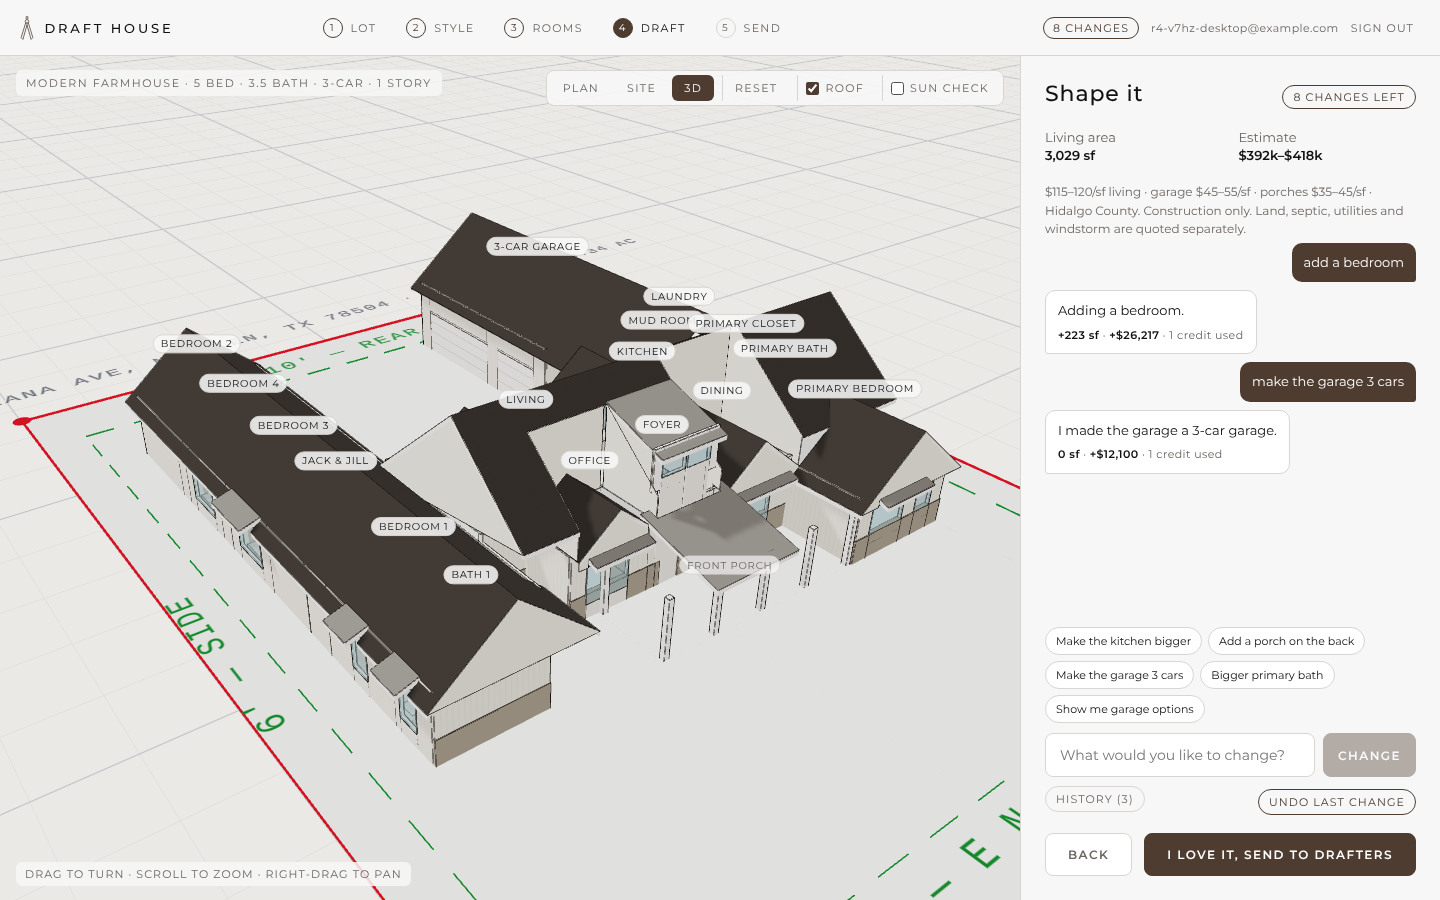 DRAFT HOUSE
1 LOT
2 STYLE
3 ROOMS
4 DRAFT
5 SEND
8 CHANGES
r4-v7hz-desktop@example.com
SIGN OUT
MODERN FARMHOUSE · 5 BED · 3.5 BATH · 3-CAR · 1 STORY
PLAN
SITE
3D
RESET
ROOF
SUN CHECK
3-CAR GARAGE
AC
LAUNDRY
MUD ROOM
PRIMARY CLOSET
KITCHEN
PRIMARY BATH
BEDROOM 2
BEDROOM 4
DINING
PRIMARY BEDROOM
LIVING
BEDROOM 3
FOYER
JACK & JILL
OFFICE
BEDROOM 1
FRONT PORCH
BATH 1
ANA AVE,
TX 78504
10' — REAR
6' — SIDE
DRAG TO TURN · SCROLL TO ZOOM · RIGHT-DRAG TO PAN
Shape it
8 CHANGES LEFT
Living area
3,029 sf
Estimate
$392k–$418k
$115–120/sf living · garage $45–55/sf · porches $35–45/sf ·
Hidalgo County. Construction only. Land, septic, utilities and
windstorm are quoted separately.
add a bedroom
Adding a bedroom.
+223 sf · +$26,217 · 1 credit used
make the garage 3 cars
I made the garage a 3-car garage.
0 sf · +$12,100 · 1 credit used
Make the kitchen bigger
Add a porch on the back
Make the garage 3 cars
Bigger primary bath
Show me garage options
What would you like to change?
CHANGE
HISTORY (3)
UNDO LAST CHANGE
BACK
I LOVE IT, SEND TO DRAFTERS